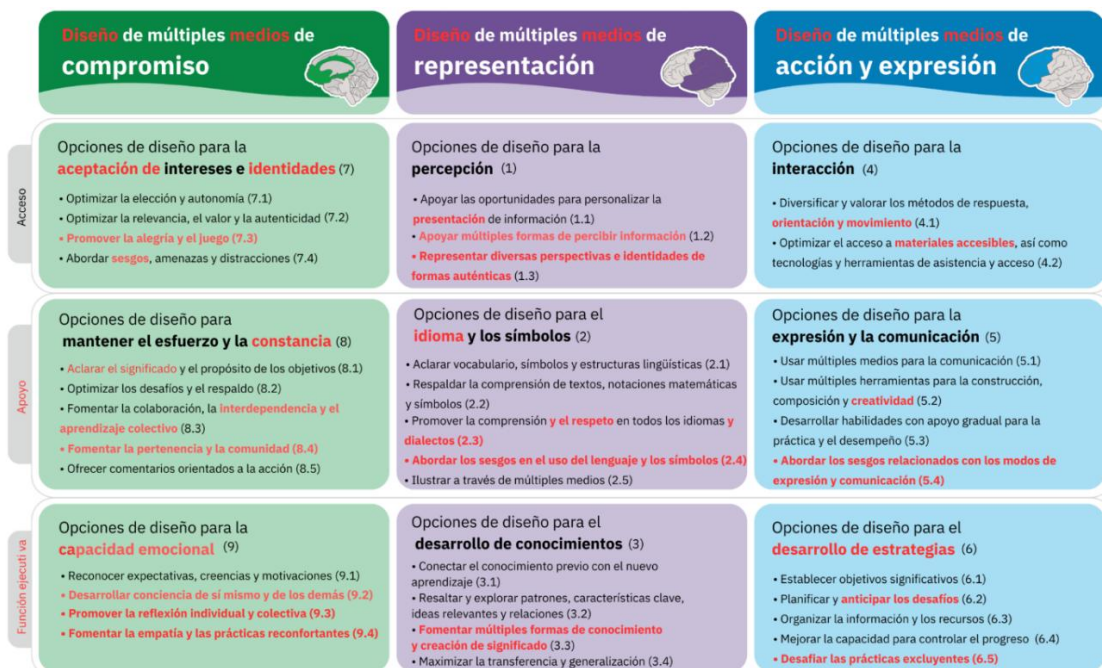 Diseño de múltiples medios de
compromiso
Diseño de múltiples medios de
representación
Diseño de múltiples medios de
acción y expresión
Acceso
Opciones de diseño para la
aceptación de intereses e identidades (7)
• Optimizar la elección y autonomía (7.1)
• Optimizar la relevancia, el valor y la autenticidad (7.2)
• Promover la alegría y el juego (7.3)
• Abordar sesgos, amenazas y distracciones (7.4)
Opciones de diseño para la
percepción (1)
• Apoyar las oportunidades para personalizar la
presentación de información (1.1)
• Apoyar múltiples formas de percibir información (1.2)
• Representar diversas perspectivas e identidades de
formas auténticas (1.3)
Opciones de diseño para la
interacción (4)
• Diversificar y valorar los métodos de respuesta,
orientación y movimiento (4.1)
• Optimizar el acceso a materiales accesibles, así como
tecnologías y herramientas de asistencia y acceso (4.2)
Apoyo
Opciones de diseño para
mantener el esfuerzo y la constancia (8)
• Aclarar el significado y el propósito de los objetivos (8.1)
• Optimizar los desafíos y el respaldo (8.2)
• Fomentar la colaboración, la interdependencia y el
aprendizaje colectivo (8.3)
• Fomentar la pertenencia y la comunidad (8.4)
• Ofrecer comentarios orientados a la acción (8.5)
Opciones de diseño para el
idioma y los símbolos (2)
• Aclarar vocabulario, símbolos y estructuras lingüísticas (2.1)
• Respaldar la comprensión de textos, notaciones matemáticas
y símbolos (2.2)
• Promover la comprensión y el respeto en todos los idiomas y
dialectos (2.3)
• Abordar los sesgos en el uso del lenguaje y los símbolos (2.4)
• Ilustrar a través de múltiples medios (2.5)
Opciones de diseño para la
expresión y la comunicación (5)
• Usar múltiples medios para la comunicación (5.1)
• Usar múltiples herramientas para la construcción,
composición y creatividad (5.2)
• Desarrollar habilidades con apoyo gradual para la
práctica y el desempeño (5.3)
• Abordar los sesgos relacionados con los modos de
expresión y comunicación (5.4)
Función ejecuti va
Opciones de diseño para la
capacidad emocional (9)
• Reconocer expectativas, creencias y motivaciones (9.1)
• Desarrollar conciencia de sí mismo y de los demás (9.2)
• Promover la reflexión individual y colectiva (9.3)
• Fomentar la empatía y las prácticas reconfortantes (9.4)
Opciones de diseño para el
desarrollo de conocimientos (3)
• Conectar el conocimiento previo con el nuevo
aprendizaje (3.1)
• Resaltar y explorar patrones, características clave,
ideas relevantes y relaciones (3.2)
• Fomentar múltiples formas de conocimiento
y creación de significado (3.3)
• Maximizar la transferencia y generalización (3.4)
Opciones de diseño para el
desarrollo de estrategias (6)
• Establecer objetivos significativos (6.1)
• Planificar y anticipar los desafíos (6.2)
• Organizar la información y los recursos (6.3)
• Mejorar la capacidad para controlar el progreso (6.4)
• Desafiar las prácticas excluyentes (6.5)